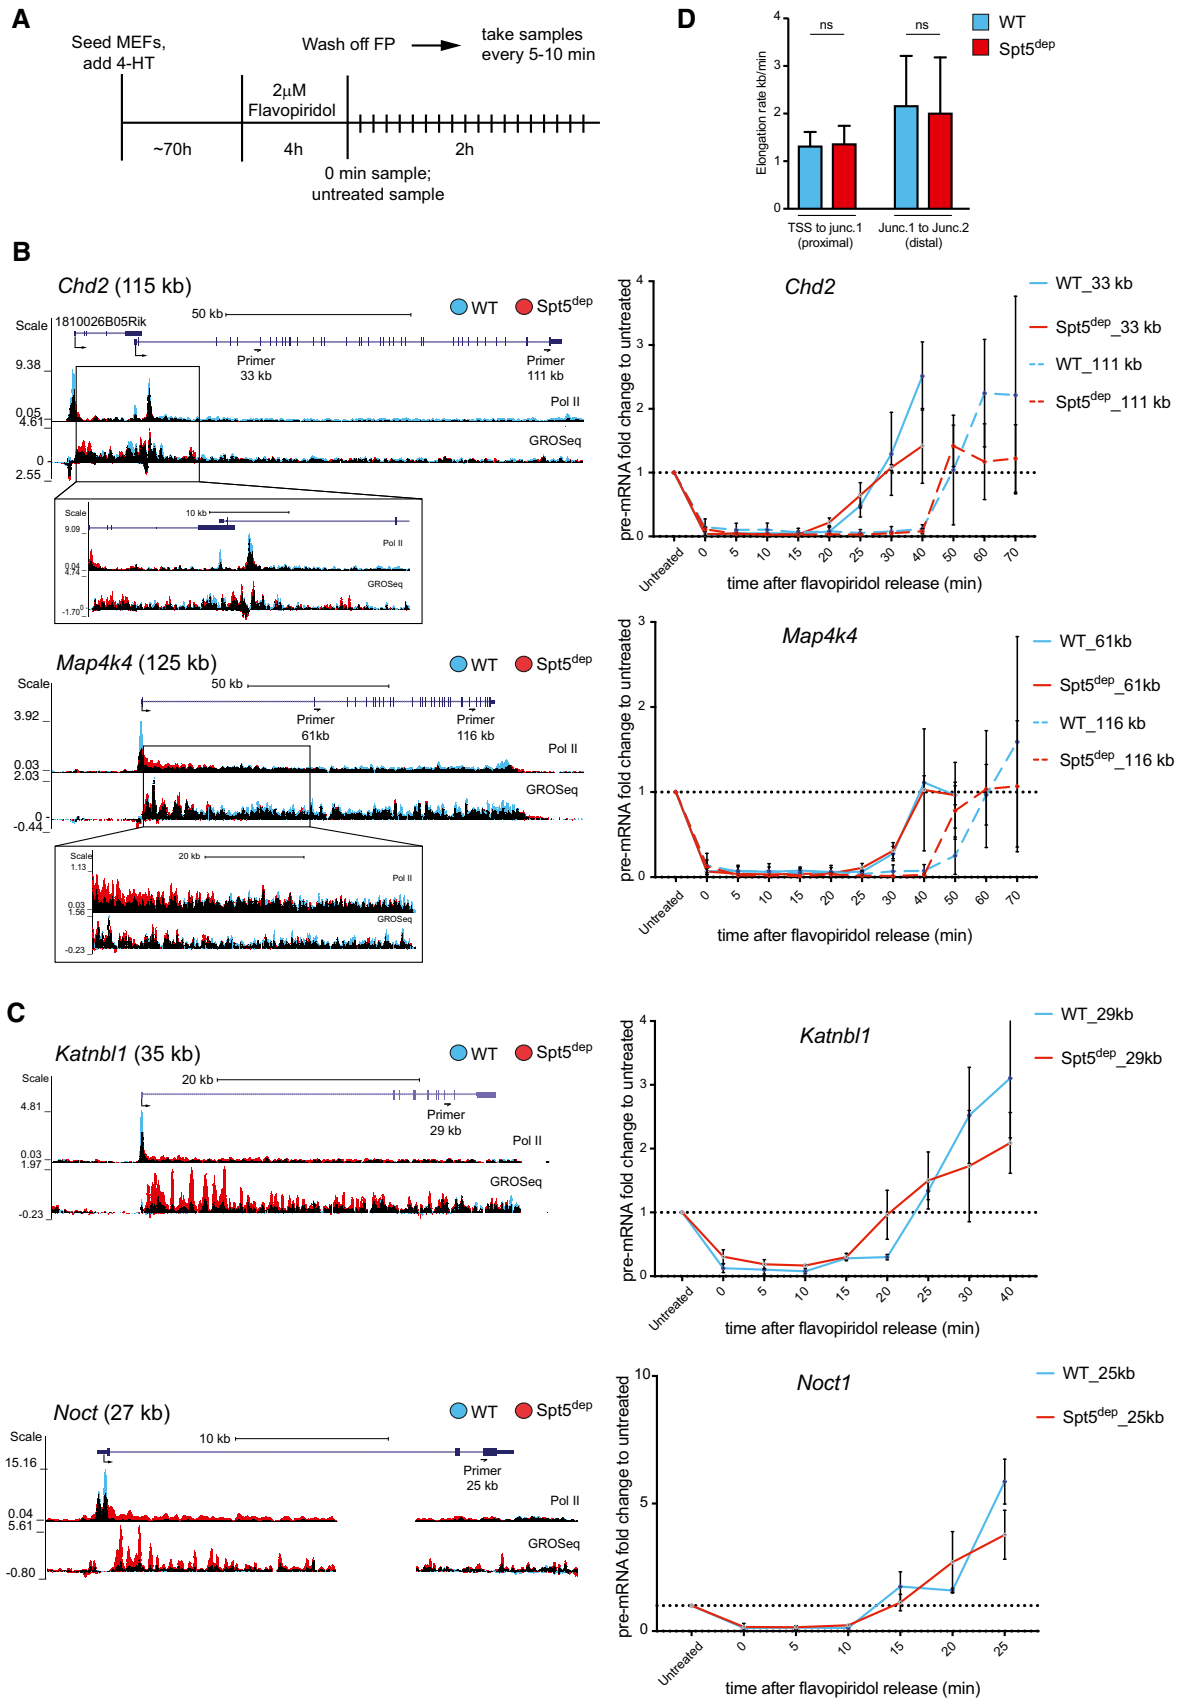 A
Seed MEFs,
add 4-HT
Wash off FP
take samples
every 5-10 min
2μM
Flavopiridol
~70h
4h
2h
0 min sample;
untreated sample
D
WT
Spt5dep
ns
ns
Elongation rate kb/min
4
3
2
1
0
TSS to junc.1
(proximal)
Junc.1 to Junc.2
(distal)
B
Chd2 (115 kb)
WT
Spt5dep
Scale
50 kb
1810026B05Rik
Primer
33 kb
Primer
111 kb
9.38
0.05
Pol II
4.61
GROSeq
0
2.55
Scale
10 kb
9.09
Pol II
0.04
4.74
GROSeq
0
-1.70
Chd2
pre-mRNA fold change to untreated
4
3
2
1
0
Untreated
0
5
10
15
20
25
30
40
50
60
70
time after flavopiridol release (min)
WT_33 kb
Spt5dep_33 kb
WT_111 kb
Spt5dep_111 kb
Map4k4 (125 kb)
WT
Spt5dep
Scale
50 kb
Primer
61kb
Primer
116 kb
3.92
Pol II
0.03
2.03
GROSeq
0
-0.44
Scale
20 kb
1.13
Pol II
0.03
1.56
GROSeq
-0.23
Map4k4
pre-mRNA fold change to untreated
3
2
1
0
Untreated
0
5
10
15
20
25
30
40
50
60
70
time after flavopiridol release (min)
WT_61kb
Spt5dep_61kb
WT_116 kb
Spt5dep_116 kb
C
Katnbl1 (35 kb)
WT
Spt5dep
Scale
20 kb
4.81
Primer
29 kb
Pol II
0.03
1.97
GROSeq
-0.23
Katnbl1
pre-mRNA fold change to untreated
4
3
2
1
0
Untreated
0
5
10
15
20
25
30
40
time after flavopiridol release (min)
WT_29kb
Spt5dep_29kb
Noct (27 kb)
WT
Spt5dep
Scale
10 kb
15.16
Primer
25 kb
Pol II
0.04
5.61
GROSeq
-0.80
Noct1
pre-mRNA fold change to untreated
10
5
0
Untreated
0
5
10
15
20
25
time after flavopiridol release (min)
WT_25kb
Spt5dep_25kb